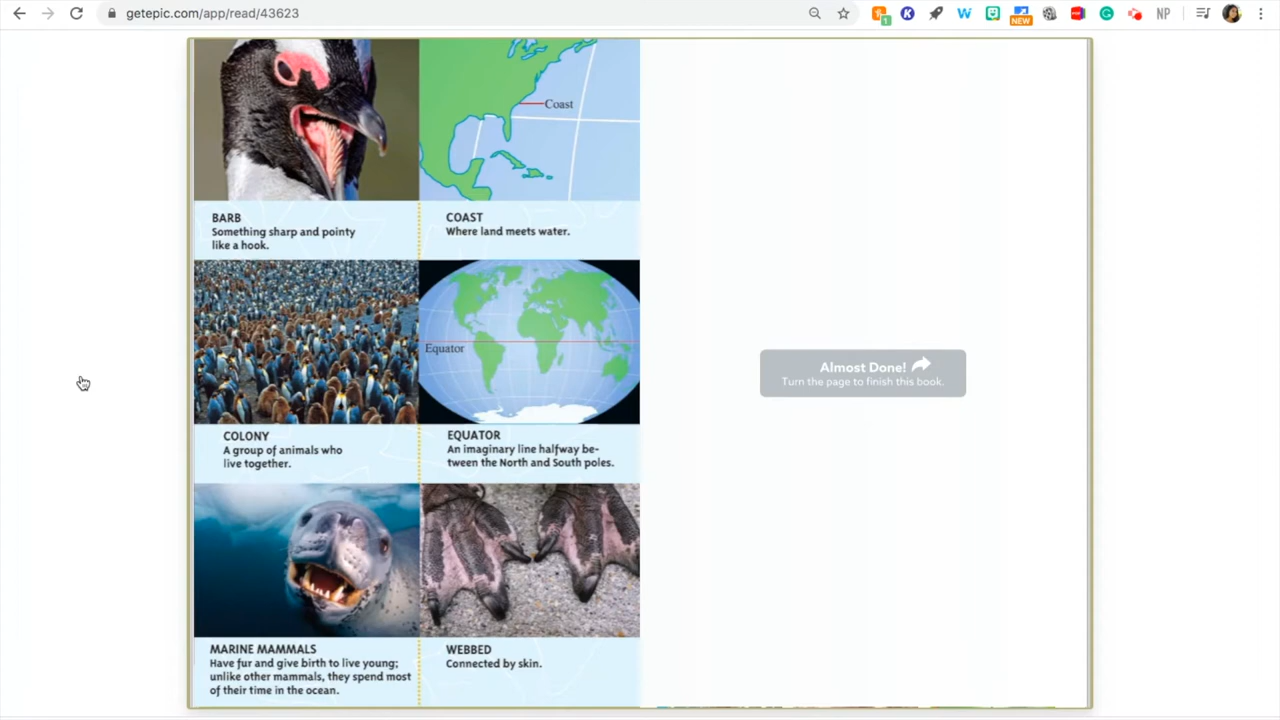 getepic.com/app/read/43623
1
NEW
NP
Coast
BARB
Something sharp and pointy
like a hook.
COAST
Where land meets water.
Equator
COLONY
A group of animals who
live together.
EQUATOR
An imaginary line halfway be-
tween the North and South poles.
MARINE MAMMALS
Have fur and give birth to live young;
unlike other mammals, they spend most
of their time in the ocean.
WEBBED
Connected by skin.
Almost Done!
Turn the page to finish this book.